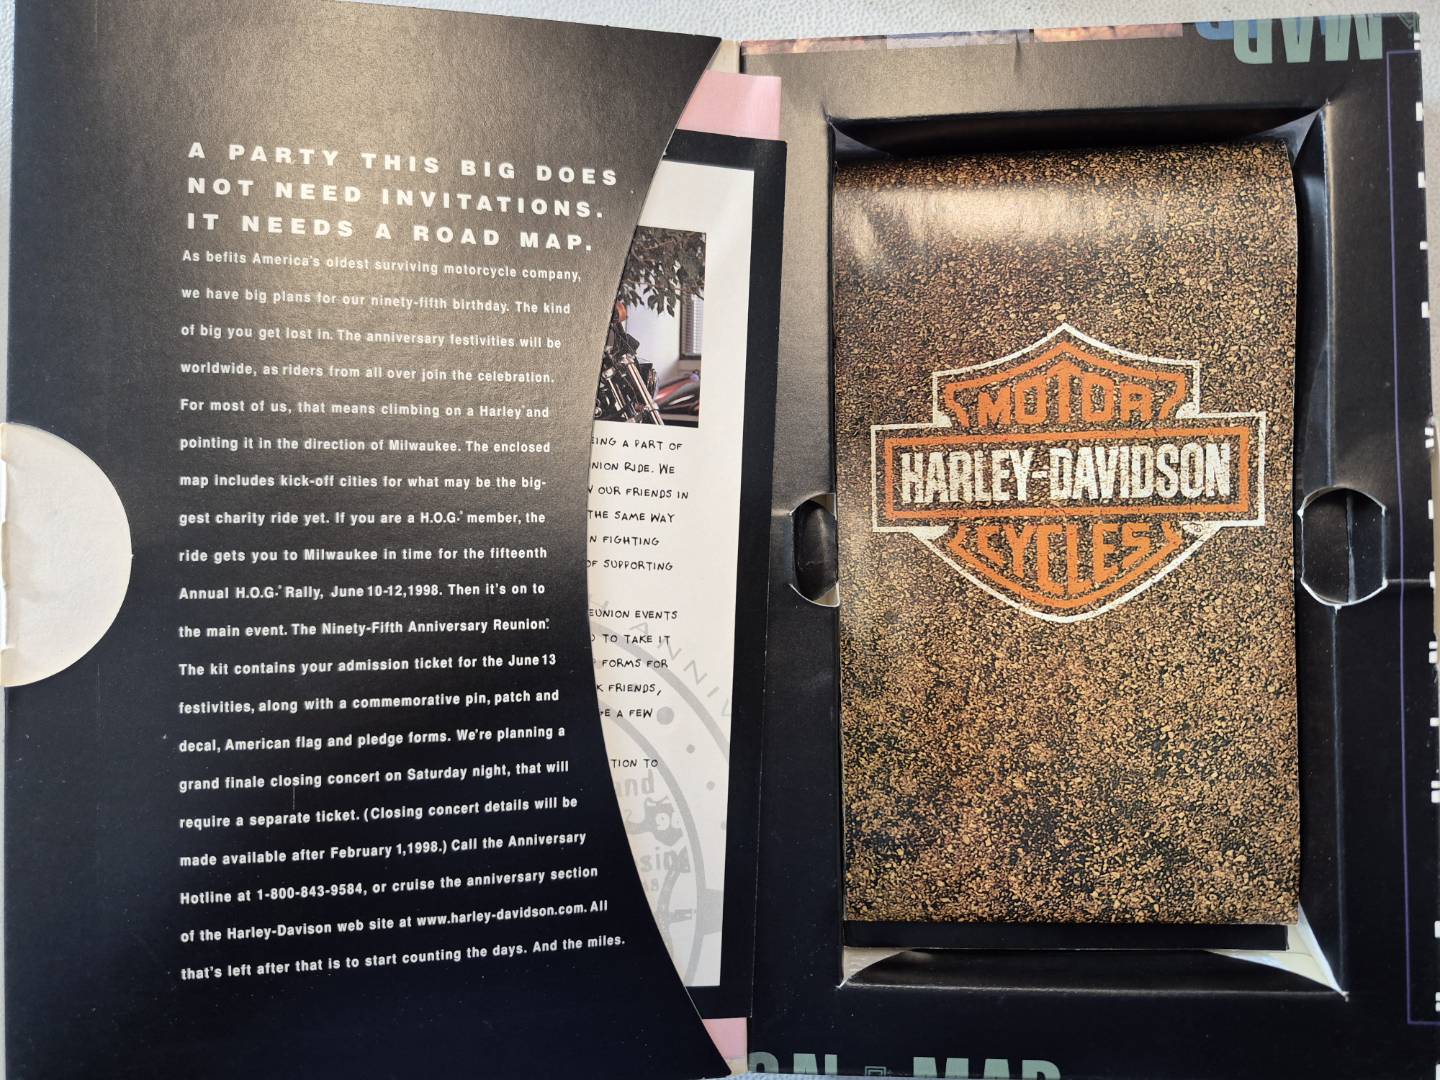 A PARTY THIS BIG DOES
NOT NEED INVITATIONS.
IT NEEDS A ROAD MAP.
As befits America's oldest surviving motorcycle company,
we have big plans for our ninety-fifth birthday. The kind
of big you get lost in. The anniversary festivities will be
worldwide, as riders from all over join the celebration.
For most of us, that means climbing on a Harley® and
pointing it in the direction of Milwaukee. The enclosed
map includes kick-off cities for what may be the big-
gest charity ride yet. If you are a H.O.G.® member, the
ride gets you to Milwaukee in time for the fifteenth
Annual H.O.G.® Rally, June 10-12, 1998. Then it's on to
the main event. The Ninety-Fifth Anniversary Reunion.
The kit contains your admission ticket for the June 13
festivities, along with a commemorative pin, patch and
decal, American flag and pledge forms. We're planning a
grand finale closing concert on Saturday night, that will
require a separate ticket. (Closing concert details will be
made available after February 1, 1998.) Call the Anniversary
Hotline at 1-800-843-9584, or cruise the anniversary section
of the Harley-Davison web site at www.harley-davidson.com. All
that's left after that is to start counting the days. And the miles.
EING A PART OF
NION RIDE. WE
OUR FRIENDS IN
THE SAME WAY
N FIGHTING
OF SUPPORTING
EUNION EVENTS
TO TAKE IT
FORMS FOR
K FRIENDS,
GE A FEW
TION TO
MAP
MOTOR
HARLEY-DAVIDSON
CYCLES
ON MAP